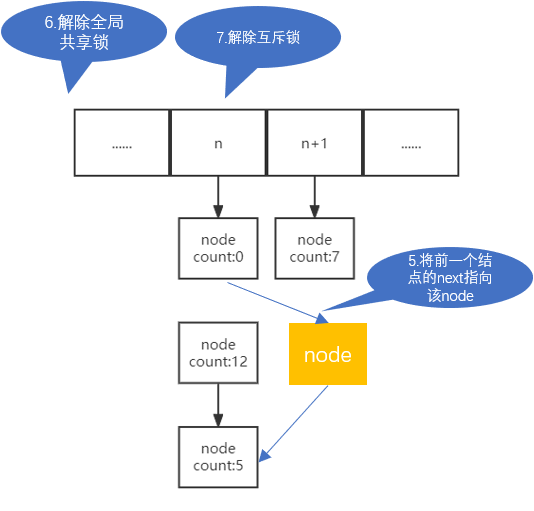 6.解除全局
共享锁
7.解除互斥锁
......
n
n+1
......
node
count:0
node
count:7
5.将前一个结
点的next指向
该node
node
count:12
node
node
count:5